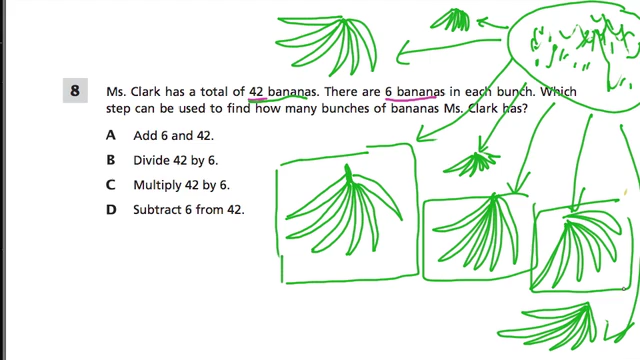 8 Ms. Clark has a total of 42 bananas. There are 6 bananas in each bunch. Which
step can be used to find how many bunches of bananas Ms. Clark has?
A Add 6 and 42.
B Divide 42 by 6.
C Multiply 42 by 6.
D Subtract 6 from 42.